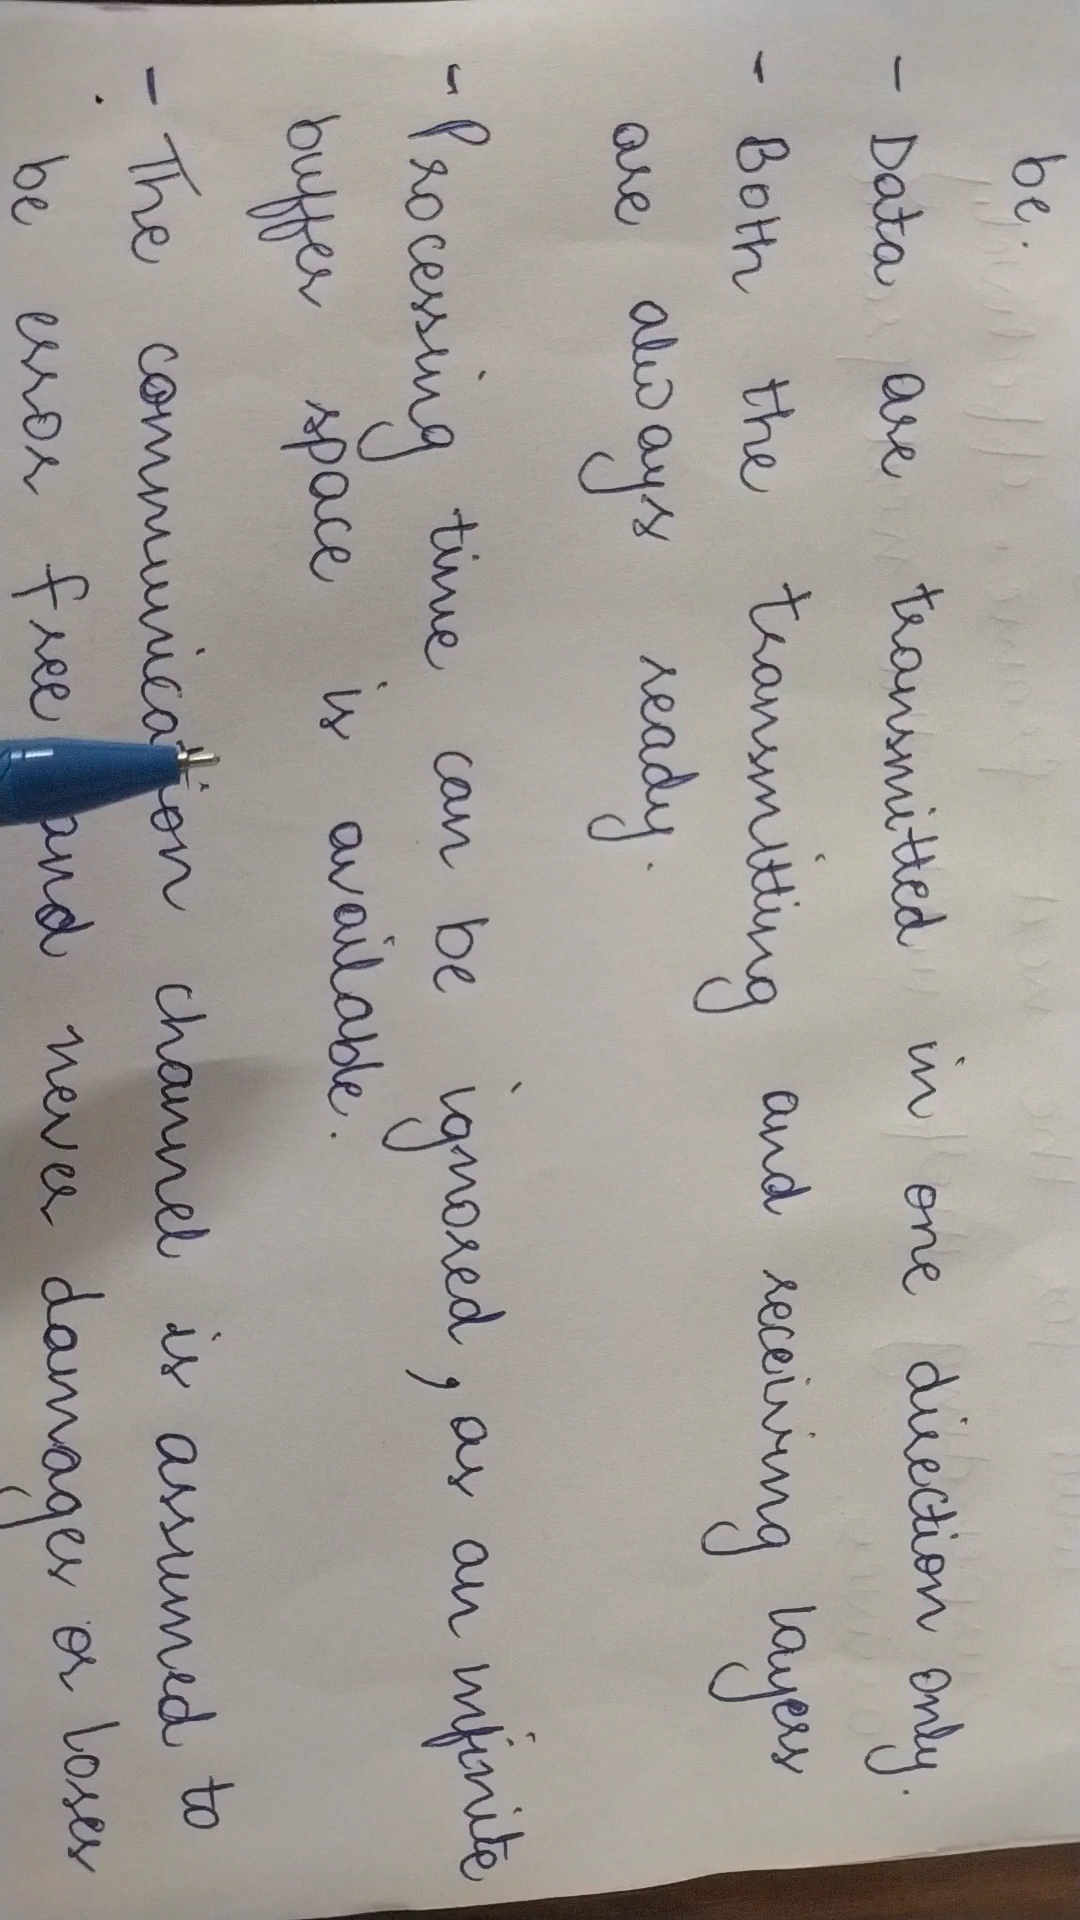 be.
- Data are transmitted in one direction only.
- Both the transmitting and receiving layers
are always ready.
- Processing time can be ignored, as an infinite
buffer space is available.
- The communication channel is assumed to
be error free and never damages or loses